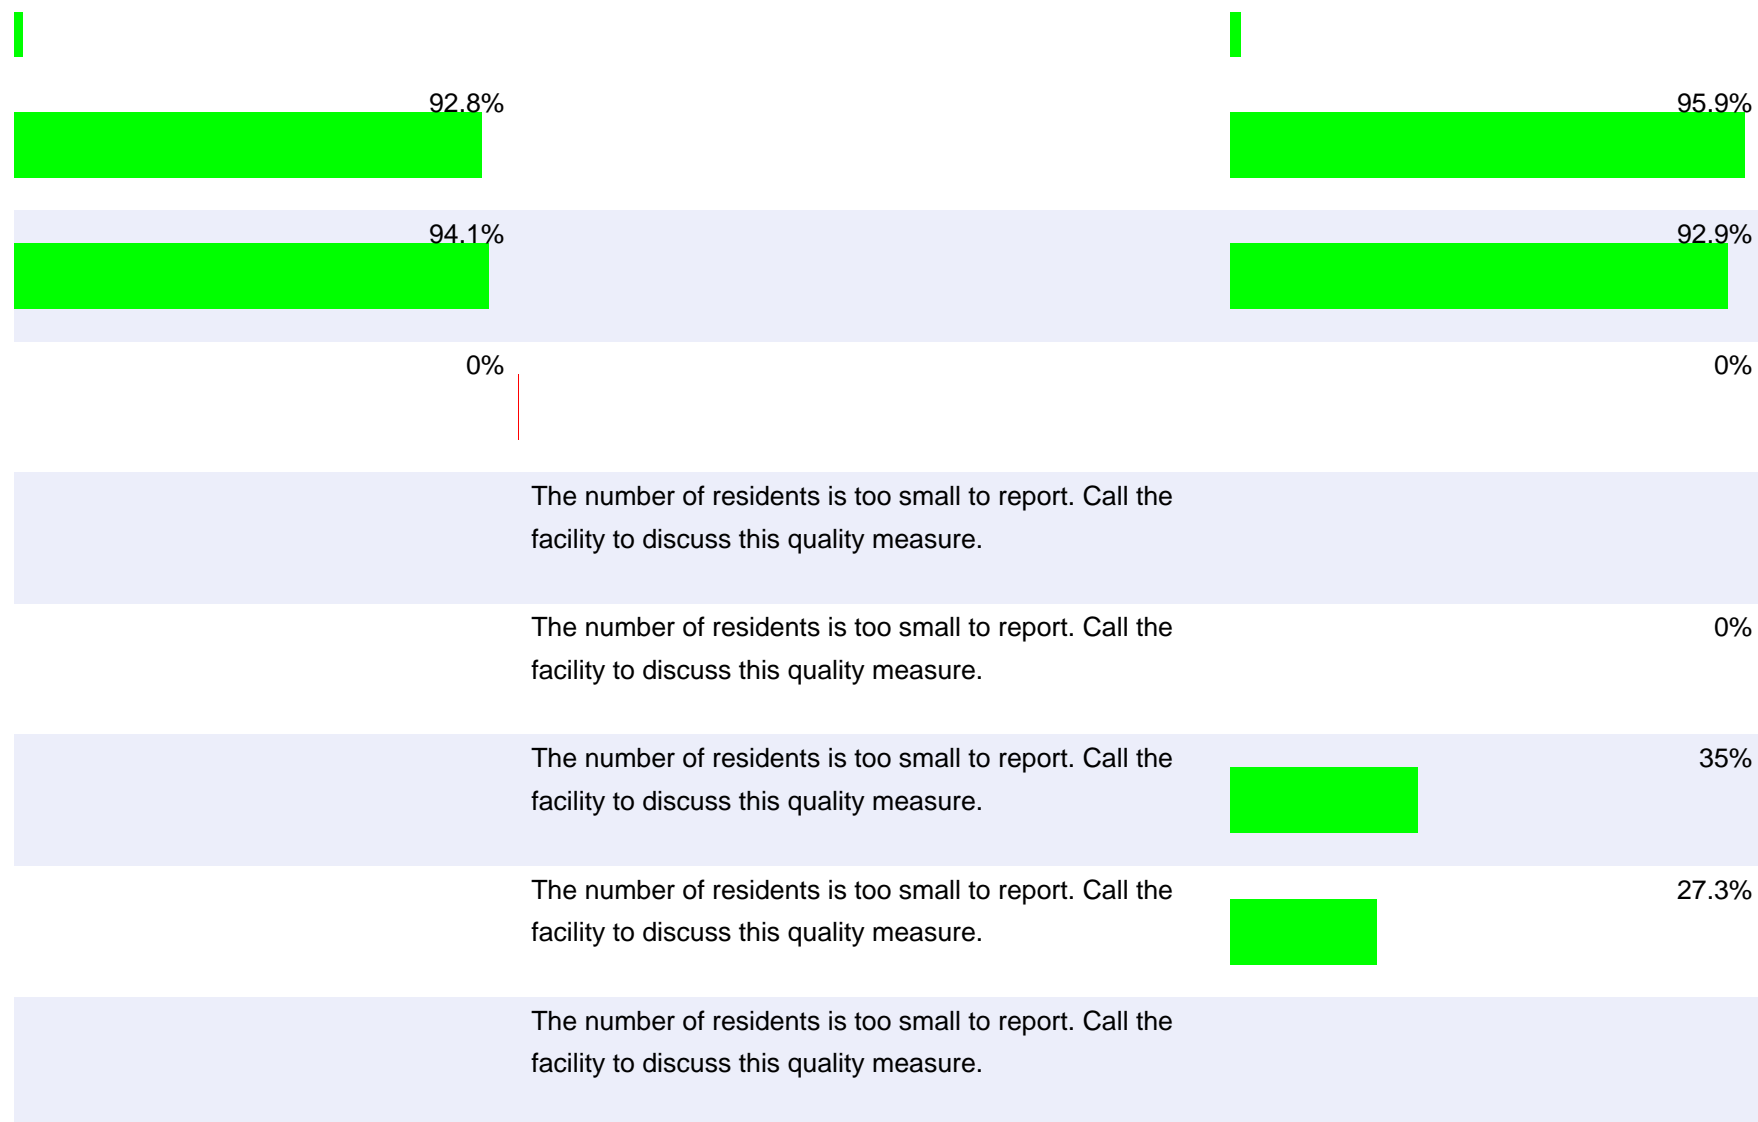 92.8% 95.9%
94.1% 92.9%
0% 0%
The number of residents is too small to report. Call the
facility to discuss this quality measure.
The number of residents is too small to report. Call the 0%
facility to discuss this quality measure.
The number of residents is too small to report. Call the 35%
facility to discuss this quality measure.
The number of residents is too small to report. Call the 27.3%
facility to discuss this quality measure.
The number of residents is too small to report. Call the
facility to discuss this quality measure.